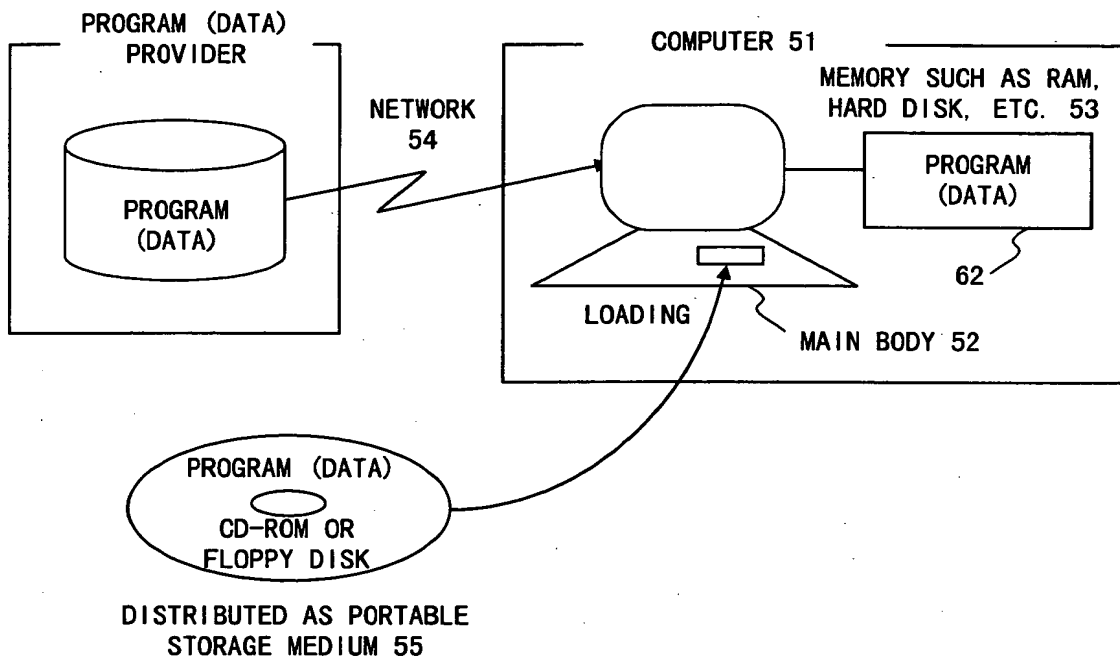 PROGRAM (DATA)
PROVIDER
PROGRAM
(DATA)
NETWORK
54
COMPUTER 51
MEMORY SUCH AS RAM,
HARD DISK, ETC. 53
PROGRAM
(DATA)
62
LOADING
MAIN BODY 52
PROGRAM (DATA)
CD-ROM OR
FLOPPY DISK
DISTRIBUTED AS PORTABLE
STORAGE MEDIUM 55